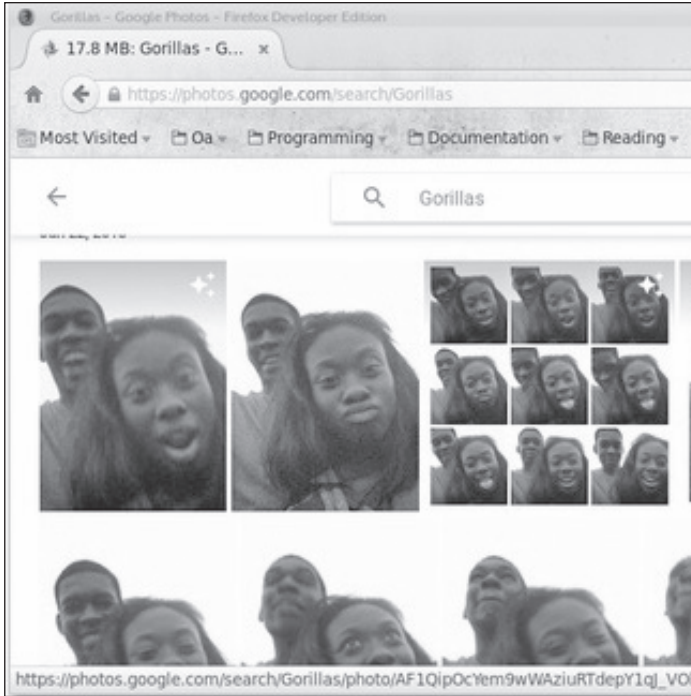 Gorillas - Google Photos - Firefox Developer Edition
17.8 MB: Gorillas - G... ×
https://photos.google.com/search/Gorillas
Most Visited Oa Programming Documentation Reading
Gorillas
https://photos.google.com/search/Gorillas/photo/AF1QipOcYem9wWAziuRTdepY1qJ_VO